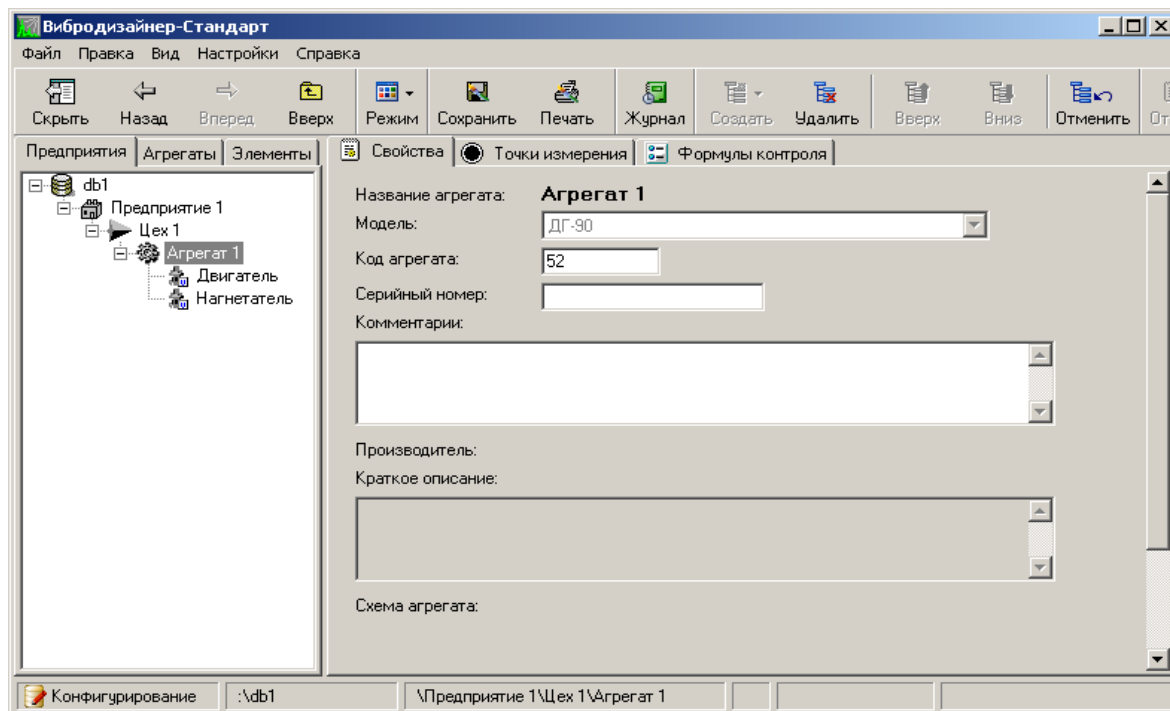 Вибродизайнер-Стандарт
Файл Правка Вид Настройки Справка
Скрыть Назад Вперед Вверх Режим Сохранить Печать Журнал Создать Удалить Вверх Вниз Отменить От
Предприятия Агрегаты Элементы Свойства Точки измерения Формулы контроля
db1
Предприятие 1
Цех 1
Агрегат 1
Двигатель
Нагнетатель
Название агрегата: Агрегат 1
Модель: ДГ-90
Код агрегата: 52
Серийный номер:
Комментарии:
Производитель:
Краткое описание:
Схема агрегата:
Конфигурирование :\db1 \Предприятие 1\Цех 1\Агрегат 1